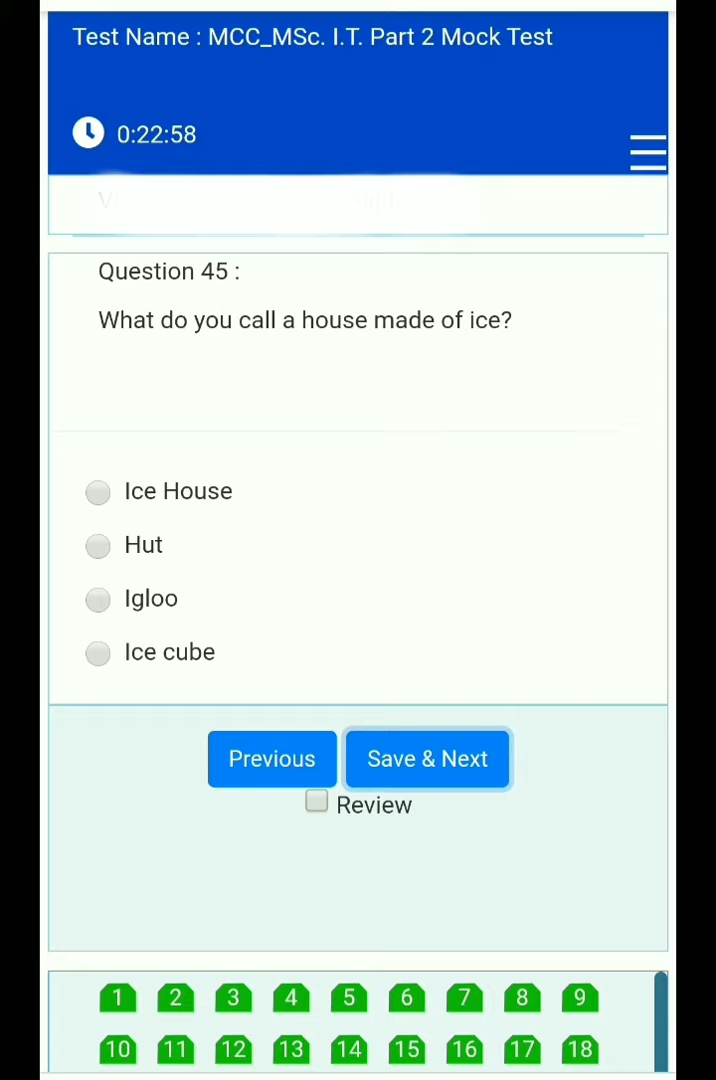 Test Name : MCC_MSc. I.T. Part 2 Mock Test
0:22:58
Question 45 :
What do you call a house made of ice?
Ice House
Hut
Igloo
Ice cube
Previous Save & Next
Review
1 2 3 4 5 6 7 8 9
10 11 12 13 14 15 16 17 18